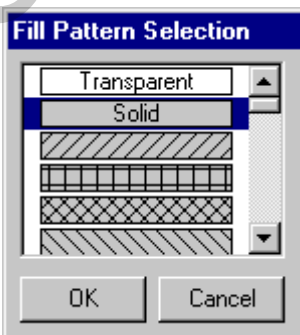 Fill Pattern Selection
Transparent
Solid
OK
Cancel